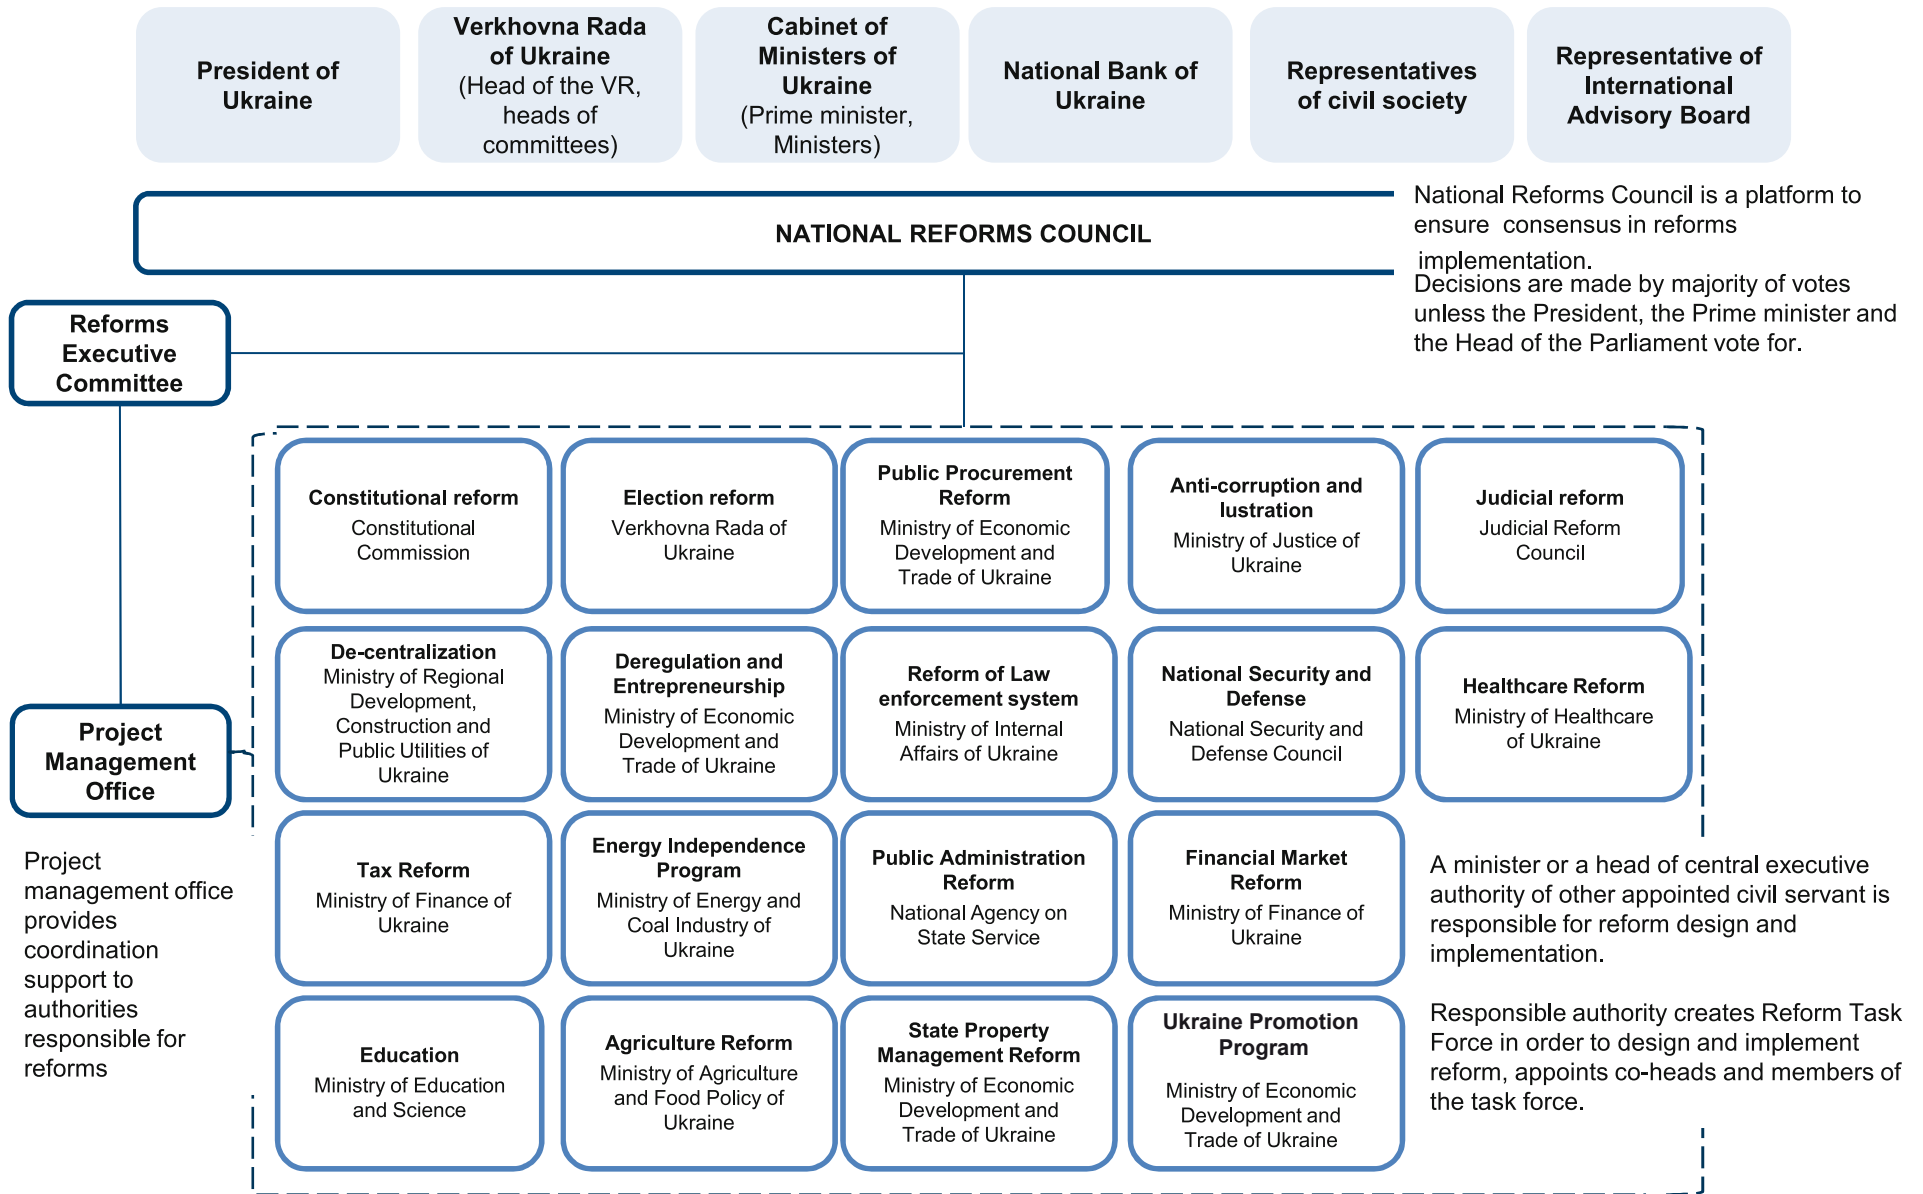 President of
Ukraine
Verkhovna Rada
of Ukraine
(Head of the VR,
heads of
committees)
Cabinet of
Ministers of
Ukraine
(Prime minister,
Ministers)
National Bank of
Ukraine
Representatives
of civil society
Representative of
International
Advisory Board
NATIONAL REFORMS COUNCIL
National Reforms Council is a platform to
ensure consensus in reforms
implementation.
Decisions are made by majority of votes
unless the President, the Prime minister and
the Head of the Parliament vote for.
Reforms
Executive
Committee
Constitutional reform
Constitutional
Commission
Election reform
Verkhovna Rada of
Ukraine
Public Procurement
Reform
Ministry of Economic
Development and
Trade of Ukraine
Anti-corruption and
lustration
Ministry of Justice of
Ukraine
Judicial reform
Judicial Reform
Council
De-centralization
Ministry of Regional
Development,
Construction and
Public Utilities of
Ukraine
Deregulation and
Entrepreneurship
Ministry of Economic
Development and
Trade of Ukraine
Reform of Law
enforcement system
Ministry of Internal
Affairs of Ukraine
National Security and
Defense
National Security and
Defense Council
Healthcare Reform
Ministry of Healthcare
of Ukraine
Project
Management
Office
Project
management office
provides
coordination
support to
authorities
responsible for
reforms
Tax Reform
Ministry of Finance of
Ukraine
Energy Independence
Program
Ministry of Energy and
Coal Industry of
Ukraine
Public Administration
Reform
National Agency on
State Service
Financial Market
Reform
Ministry of Finance of
Ukraine
A minister or a head of central executive
authority of other appointed civil servant is
responsible for reform design and
implementation.
Education
Ministry of Education
and Science
Agriculture Reform
Ministry of Agriculture
and Food Policy of
Ukraine
State Property
Management Reform
Ministry of Economic
Development and
Trade of Ukraine
Ukraine Promotion
Program
Ministry of Economic
Development and
Trade of Ukraine
Responsible authority creates Reform Task
Force in order to design and implement
reform, appoints co-heads and members of
the task force.